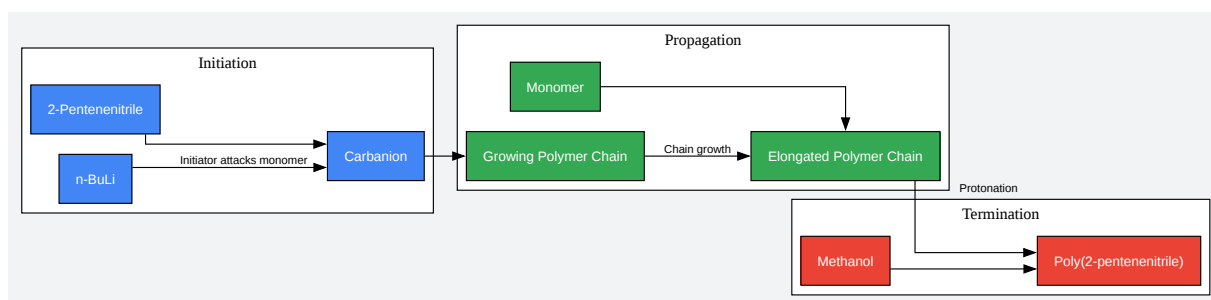 Initiation
2-Pentenenitrile
n-BuLi
Initiator attacks monomer
Carbanion
Propagation
Monomer
Growing Polymer Chain
Chain growth
Elongated Polymer Chain
Protonation
Termination
Methanol
Poly(2-pentenenitrile)